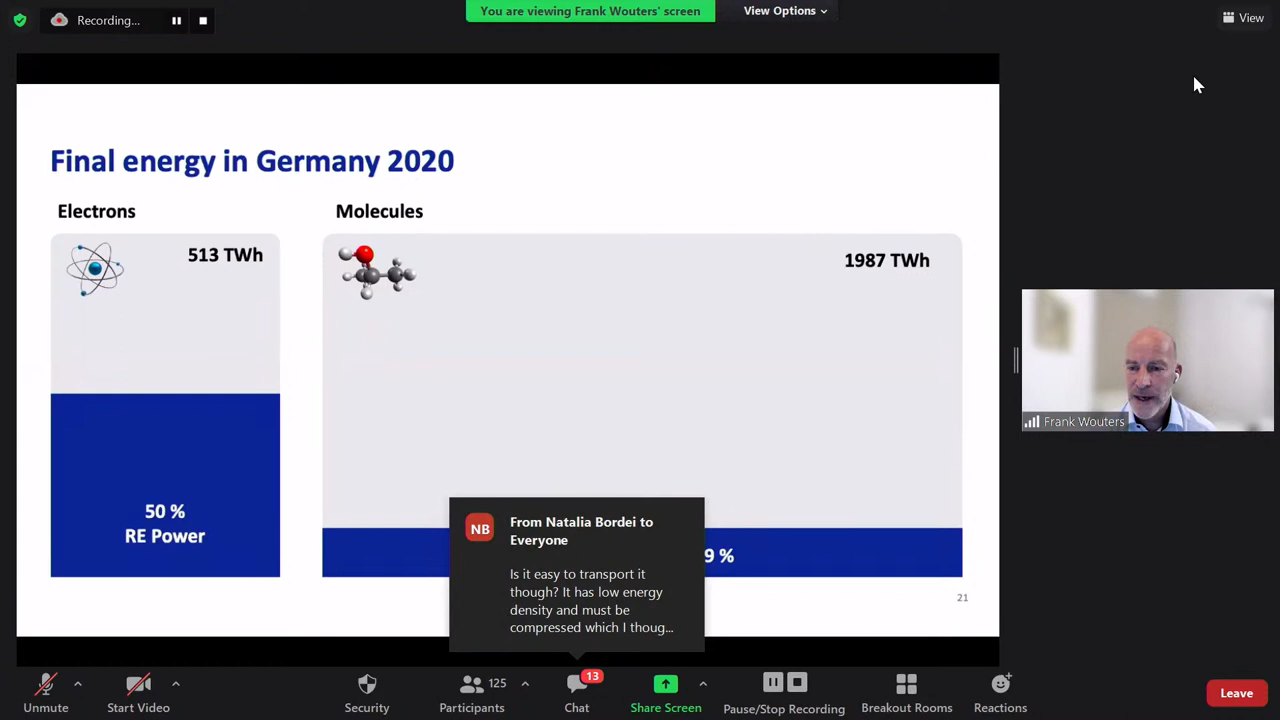 Recording...
You are viewing Frank Wouters' screen
View Options
View
Final energy in Germany 2020
Electrons
Molecules
513 TWh
1987 TWh
50 %
RE Power
9 %
21
NB
From Natalia Bordei to
Everyone
Is it easy to transport it
though? It has low energy
density and must be
compressed which I thoug...
Frank Wouters
Unmute
Start Video
Security
Participants
125
Chat
13
Share Screen
Pause/Stop Recording
Breakout Rooms
Reactions
Leave